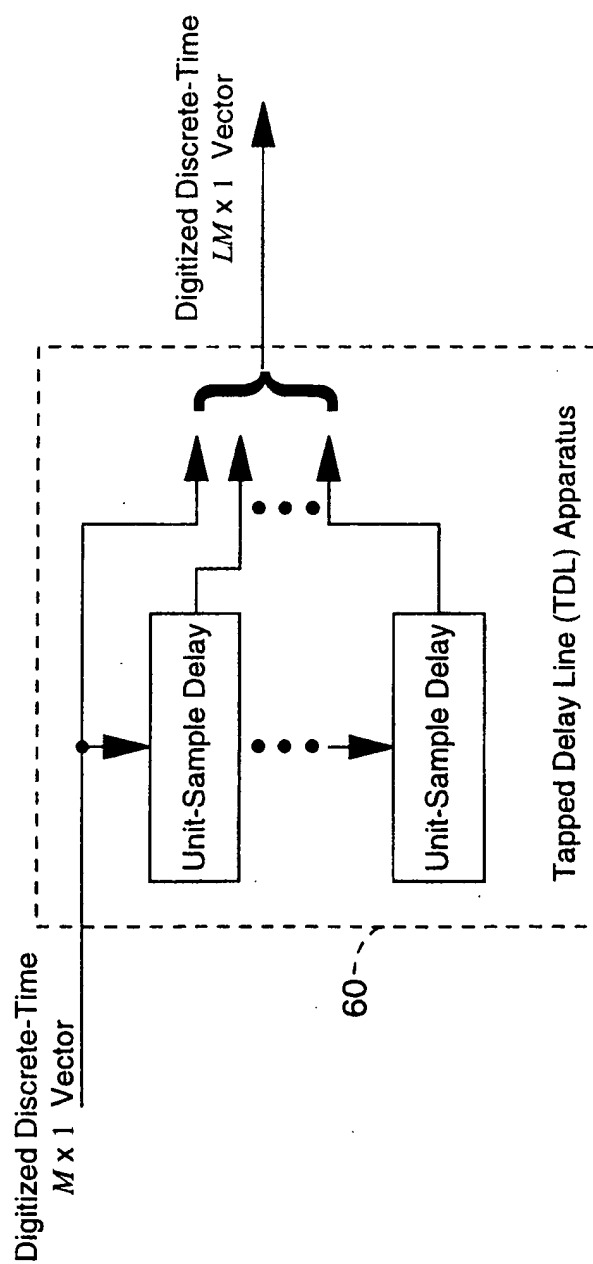 Digitized Discrete-Time
M x 1 Vector
Digitized Discrete-Time
LM x 1 Vector
Unit-Sample Delay
Unit-Sample Delay
60
Tapped Delay Line (TDL) Apparatus